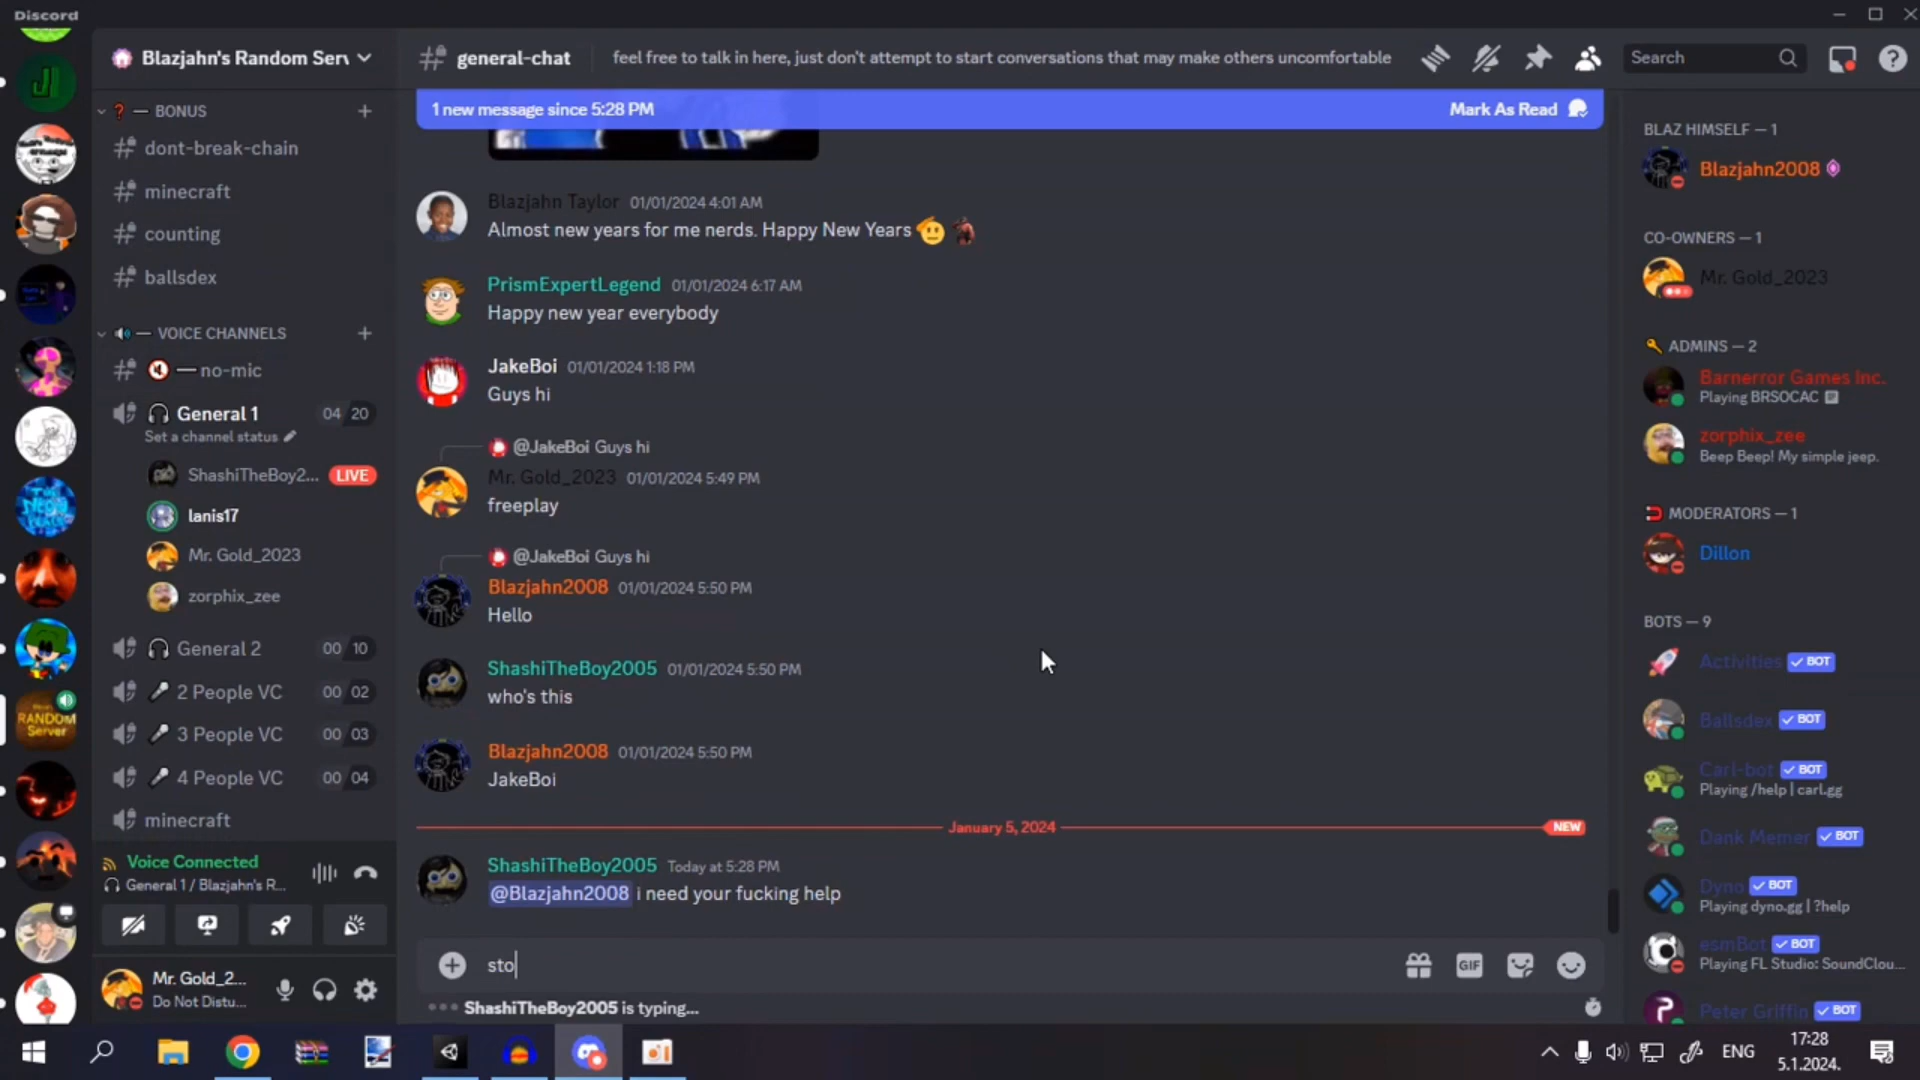 Discord
Blazjahn's Random Serv
general-chat
feel free to talk in here, just don't attempt to start conversations that may make others uncomfortable
Search
BONUS
dont-break-chain
minecraft
counting
ballsdex
VOICE CHANNELS
no-mic
General 1 04 20
Set a channel status
ShashiTheBoy2... LIVE
lanis17
Mr. Gold_2023
zorphix_zee
General 2 00 10
2 People VC 00 02
3 People VC 00 03
4 People VC 00 04
minecraft
Voice Connected
General 1 / Blazjahn's R...
Mr. Gold_2...
Do Not Distu...
RANDOM
Server
1 new message since 5:28 PM Mark As Read
Blazjahn Taylor 01/01/2024 4:01 AM
Almost new years for me nerds. Happy New Years
PrismExpertLegend 01/01/2024 6:17 AM
Happy new year everybody
JakeBoi 01/01/2024 1:18 PM
Guys hi
@JakeBoi Guys hi
Mr. Gold_2023 01/01/2024 5:49 PM
freeplay
@JakeBoi Guys hi
Blazjahn2008 01/01/2024 5:50 PM
Hello
ShashiTheBoy2005 01/01/2024 5:50 PM
who's this
Blazjahn2008 01/01/2024 5:50 PM
JakeBoi
January 5, 2024 NEW
ShashiTheBoy2005 Today at 5:28 PM
@Blazjahn2008 i need your fucking help
sto
GIF
ShashiTheBoy2005 is typing...
BLAZ HIMSELF — 1
Blazjahn2008
CO-OWNERS — 1
Mr. Gold_2023
ADMINS — 2
Barnerror Games Inc.
Playing BRSOCAC
zorphix_zee
Beep Beep! My simple jeep.
MODERATORS — 1
Dillon
BOTS — 9
Activities BOT
Ballsdex BOT
Carl-bot BOT
Playing /help | carl.gg
Dank Memer BOT
Dyno BOT
Playing dyno.gg | ?help
esmBot BOT
Playing FL Studio: SoundClou...
Peter Griffin BOT
ENG
17:28
5.1.2024.